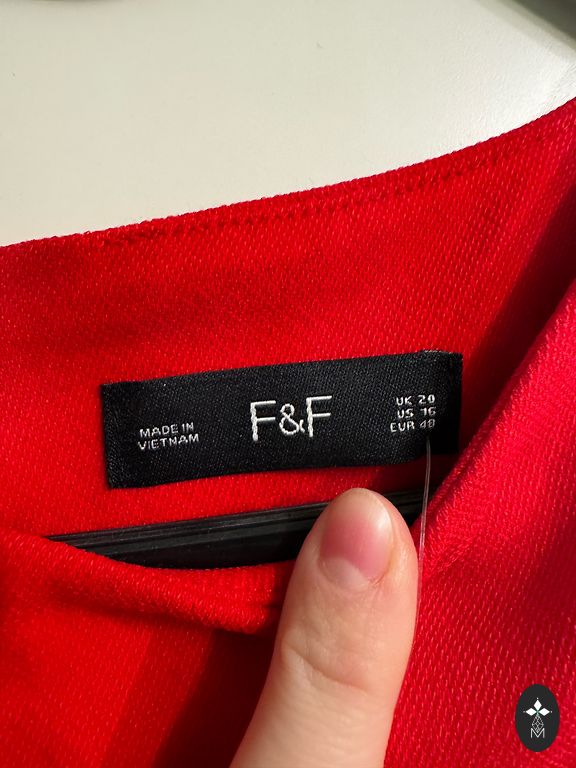 MADE IN
VIETNAM
F&F
UK 20
US 16
EUR 48
M